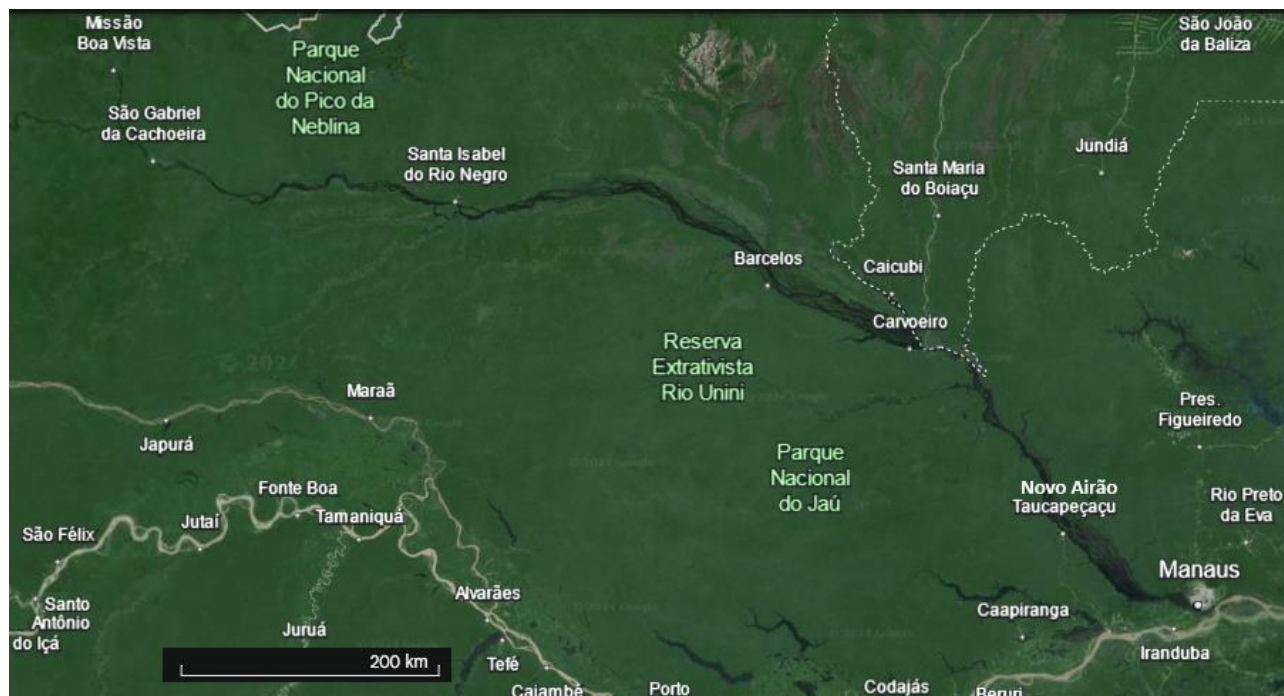 Missão
Boa Vista
Parque
Nacional
do Pico da
Neblina
São João
da Baliza
São Gabriel
da Cachoeira
Santa Isabel
do Rio Negro
Santa Maria
do Boiaçu
Jundiá
Barcelos
Caicubi
Carvoeiro
Reserva
Extrativista
Rio Unini
Maraã
Japurá
Pres.
Figueiredo
Parque
Nacional
do Jaú
Fonte Boa
Tamaniquá
Jutaí
São Félix
Novo Airão
Taucapeçaçu
Rio Preto
da Eva
Manaus
Santo
Antônio
do Içá
Juruá
Alvarães
Caapiranga
Iranduba
200 km
Tefé
Caiambé
Porto
Codajás
Beruri